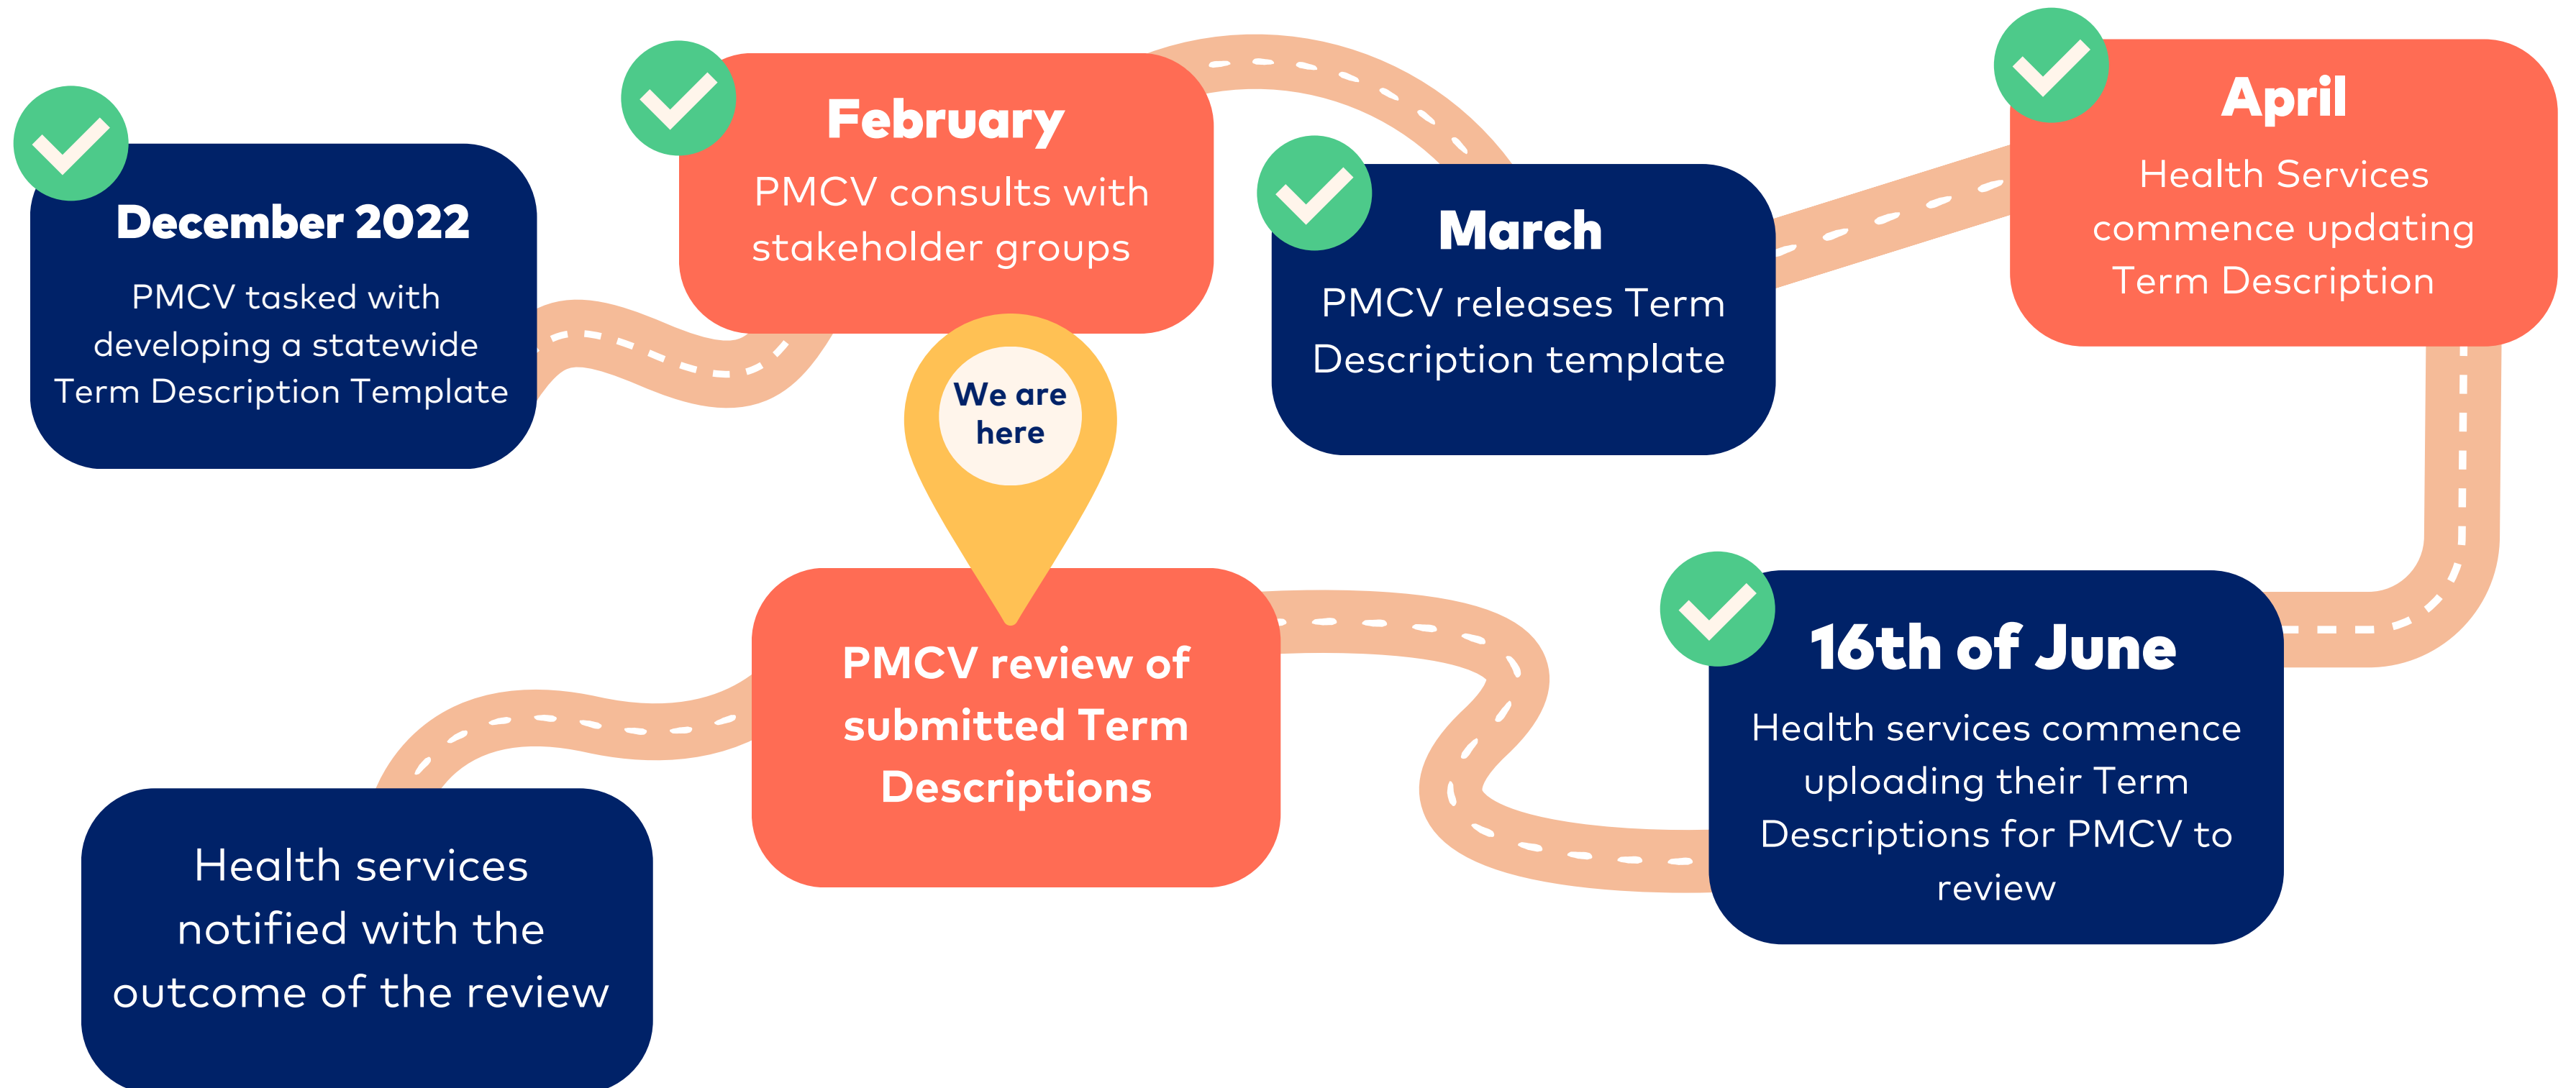 December 2022
PMCV tasked with
developing a statewide
Term Description Template
February
PMCV consults with
stakeholder groups
March
PMCV releases Term
Description template
April
Health Services
commence updating
Term Description
16th of June
Health services commence
uploading their Term
Descriptions for PMCV to
review
We are
here
PMCV review of
submitted Term
Descriptions
Health services
notified with the
outcome of the review